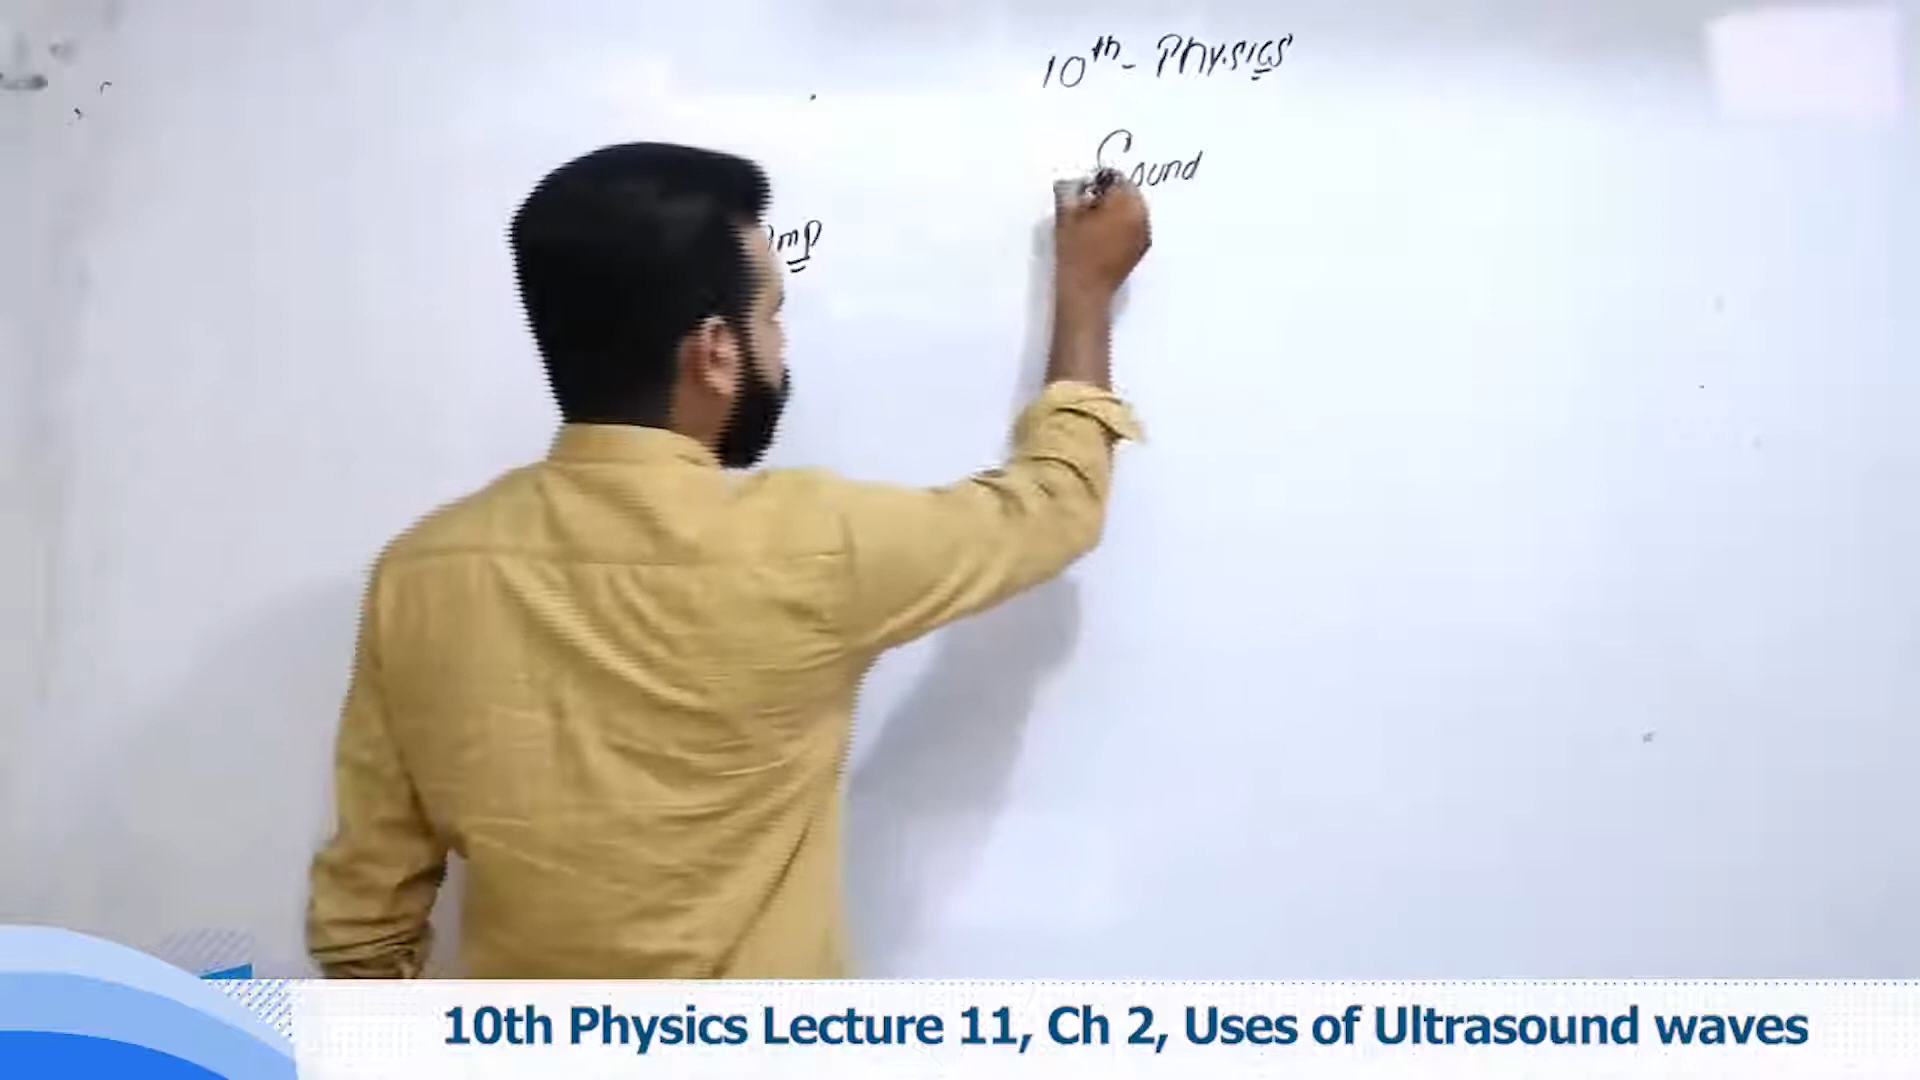 10th- Physics
Sound
10th Physics Lecture 11, Ch 2, Uses of Ultrasound waves